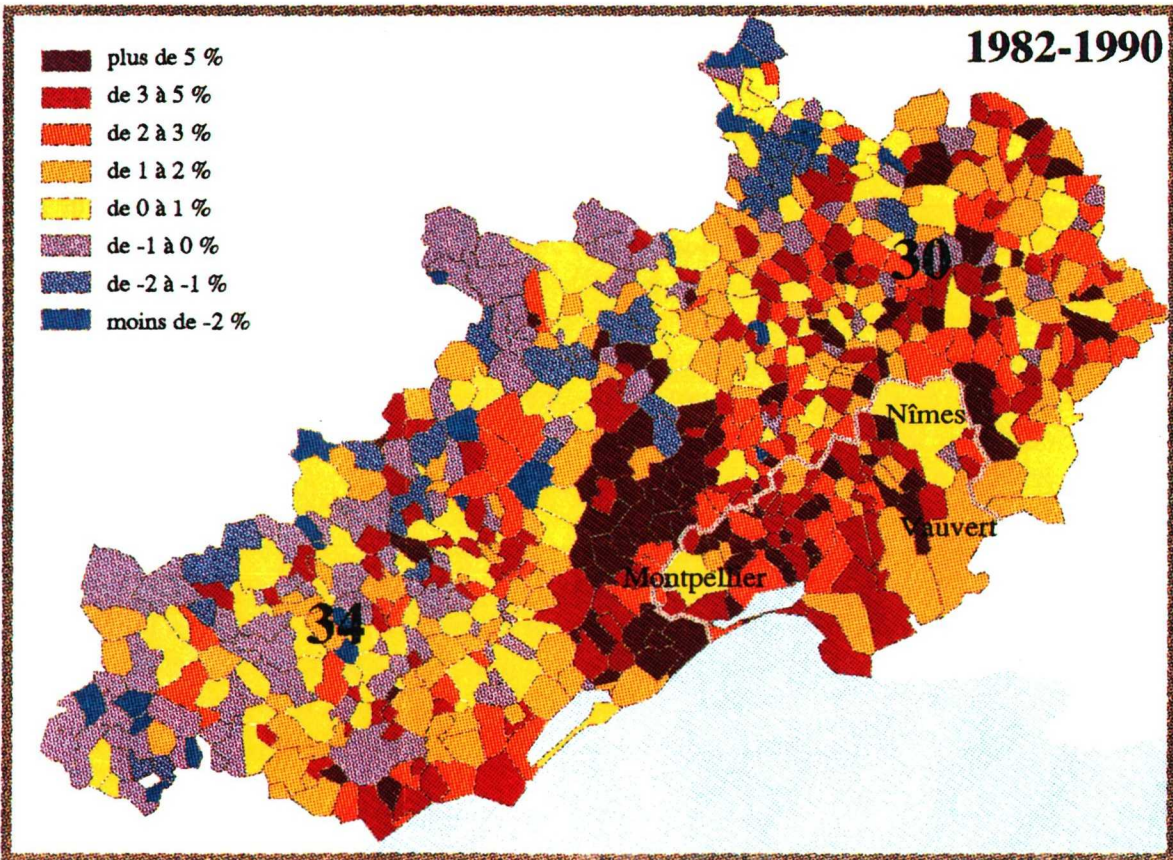 1982-1990
plus de 5 %
de 3 à 5 %
de 2 à 3 %
de 1 à 2 %
de 0 à 1 %
de -1 à 0 %
de -2 à -1 %
moins de -2 %
30
Nîmes
Vauvert
Montpellier
34